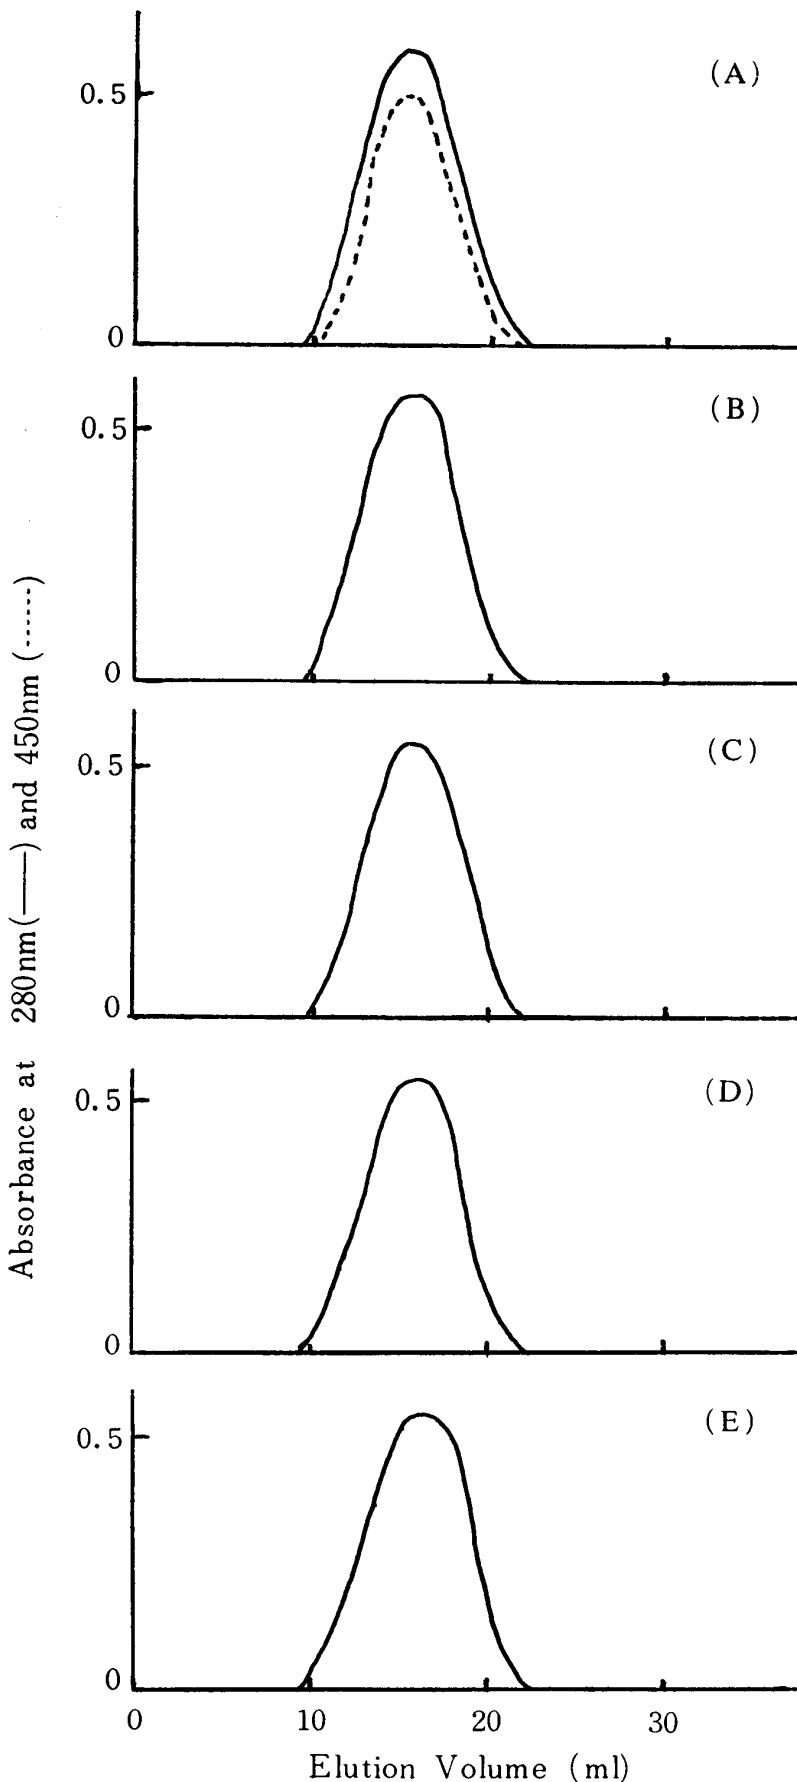 (A)
0.5
0
(B)
0.5
0
(C)
0.5
0
(D)
0.5
0
(E)
0.5
0
0 10 20 30
Elution Volume (ml)
Absorbance at 280nm(——) and 450nm (······)